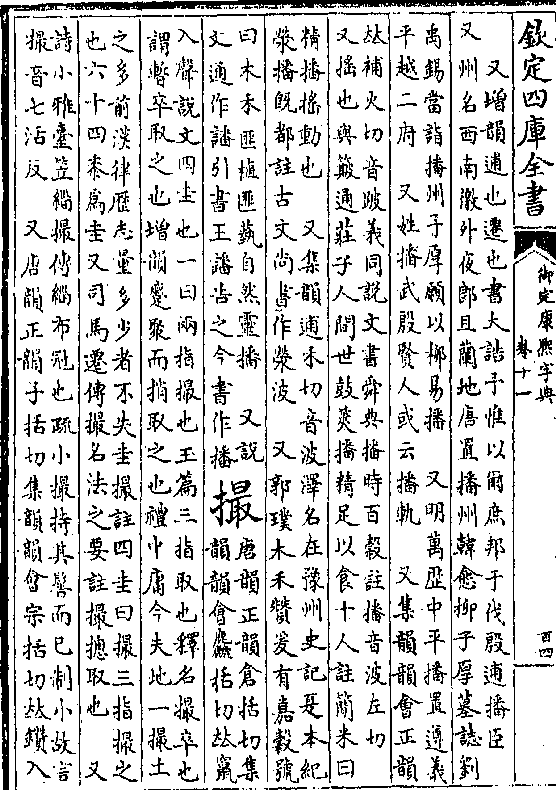 欽定四庫全書
御定康熙字典
卷十一
百四
又增韻逋也遷也書大誥予惟以爾庶邦于伐殷逋播臣
又州名西南徼外夜郎且蘭地唐置播州韓愈柳子厚墓誌劉
禹錫當詣播州子厚願以柳易播 又明萬歷中平播置遵義
平越二府 又姓播武殷賢人或云播軌 又集韻韻會正韻
𠀤補火切音跛義同說文書舜典播時百穀註播音波左切
又搖也與簸通莊子人間世鼓筴播精足以食十人註簡米曰
精播搖動也 又集韻逋禾切音波澤名在豫州史記夏本紀
滎播旣都註古文尚書作滎波 又郭璞木禾贊爰有嘉穀號
曰木禾匪植匪蓺自然靈播 又說
文通作譒引書王譒告之今書作播
撮
唐韻正韻倉括切集
韻韻會麤括切𠀤竄
入聲說文四圭也一曰兩指撮也玉篇三指取也釋名撮卒也
謂暫卒取之也增韻蹙聚而捎取之也禮中庸今夫地一撮土
之多前漢律歷志量多少者不失圭撮註四圭曰撮三指撮之
也六十四黍為圭又司馬遷傳撮名法之要註撮摠取也 又
詩小雅臺笠緇撮傳緇布冠也疏小撮持其髻而已制小故言
撮音七活反 又唐韻正韻子括切集韻韻會宗括切𠀤鑽入